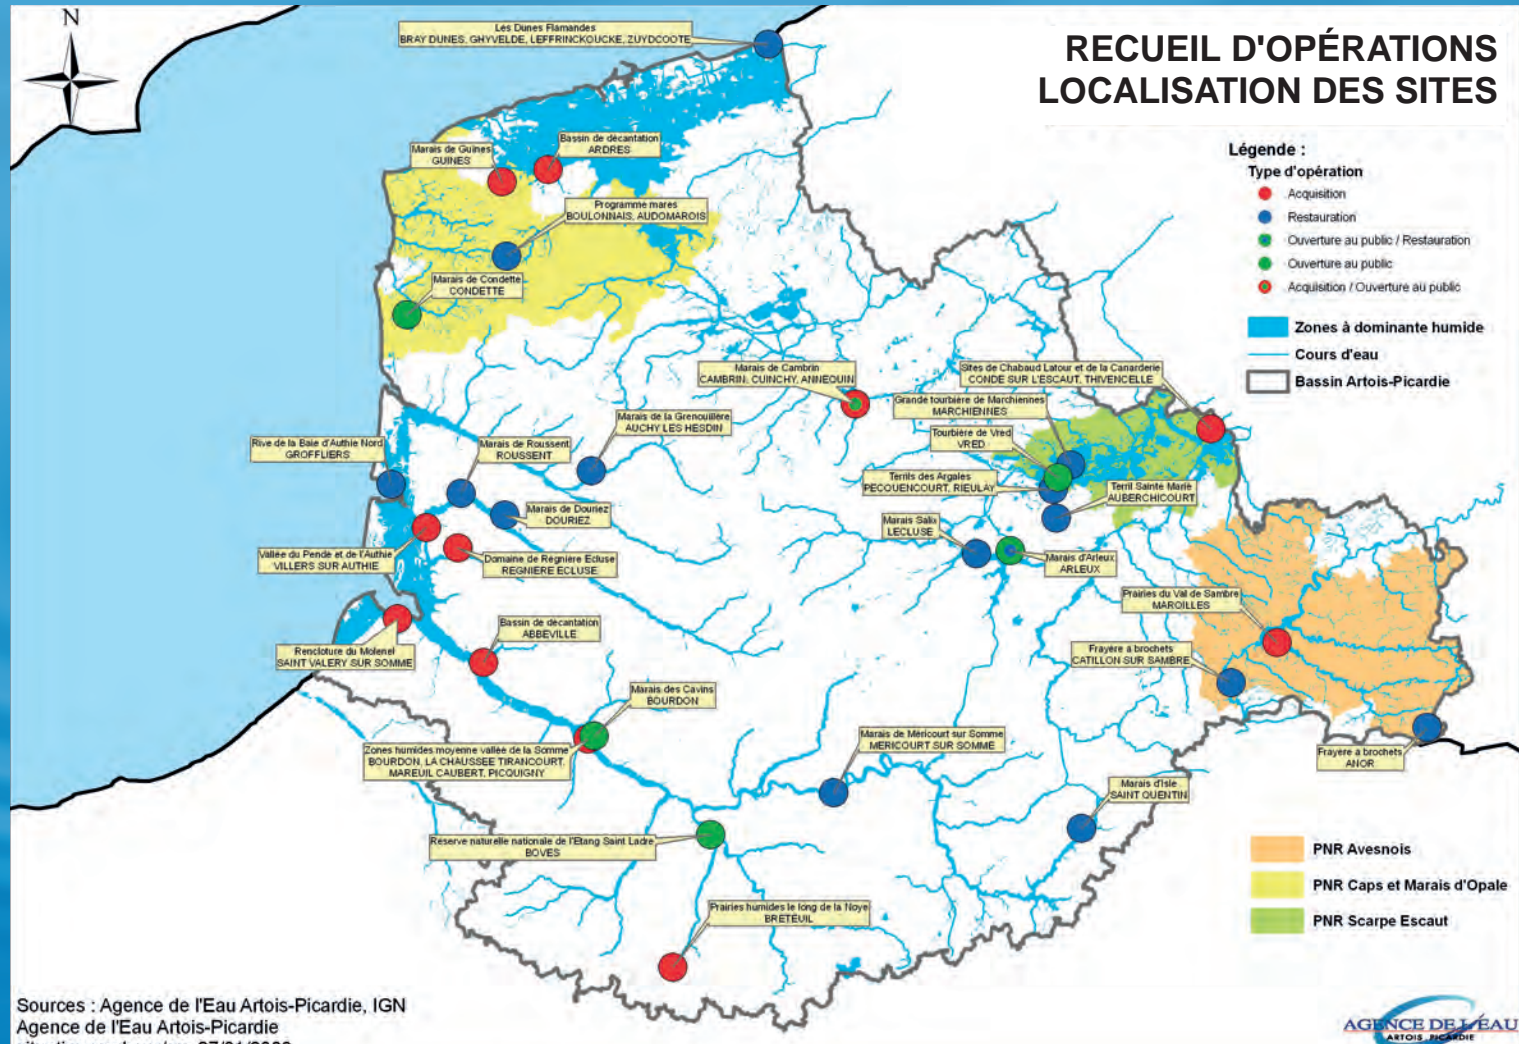 N
RECUEIL D'OPÉRATIONS
LOCALISATION DES SITES
Les Dunes Flamandes
BRAY DUNES, GHYVELDE, LEFFRINCKOUCKE, ZUYDCOOTE
Légende :
Type d'opération
Acquisition
Restauration
Ouverture au public / Restauration
Ouverture au public
Acquisition / Ouverture au public
Zones à dominante humide
Cours d'eau
Bassin Artois-Picardie
Bassin de décantation
ARDRES
Marais de Guines
GUINES
Programme mares
BOULONNAIS, AUDOMAROIS
Marais de Condette
CONDETTE
Marais de Cambrin
CAMBRIN, CUINCHY, ANNEQUIN
Sites de Chabaud Latour et de la Canarderie
CONDE SUR L'ESCAUT, THIVENCELLE
Grande tourbière de Marchiennes
MARCHIENNES
Tourbière de Vred
VRED
Terrils des Argales
PECQUENCOURT, RIEULAY
Terril Sainte Marie
AUBERCHICOURT
Marais de la Grenouillère
AUCHY LES HESDIN
Rive de la Baie d'Authie Nord
GROFFLIERS
Marais de Roussent
ROUSSENT
Marais de Douriez
DOURIEZ
Marais Salix
LECLUSE
Marais d'Arleux
ARLEUX
Vallée du Pendé et de l'Authie
VILLERS SUR AUTHIE
Domaine de Régnière Ecluse
REGNIERE ECLUSE
Prairies du Val de Sambre
MAROILLES
Bassin de décantation
ABBEVILLE
Rencloture du Molenel
SAINT VALERY SUR SOMME
Frayère à brochets
CATILLON SUR SAMBRE
Marais des Cavins
BOURDON
Zones humides moyenne vallée de la Somme
BOURDON, LA CHAUSSEE TIRANCOURT,
MAREUIL CAUBERT, PICQUIGNY
Marais de Méricourt sur Somme
MERICOURT SUR SOMME
Frayère à brochets
ANOR
Marais d'Isle
SAINT QUENTIN
Réserve naturelle nationale de l'Etang Saint Ladre
BOVES
Prairies humides le long de la Noye
BRETEUIL
PNR Avesnois
PNR Caps et Marais d'Opale
PNR Scarpe Escaut
Sources : Agence de l'Eau Artois-Picardie, IGN
Agence de l'Eau Artois-Picardie
AGENCE DE L'EAU
ARTOIS PICARDIE